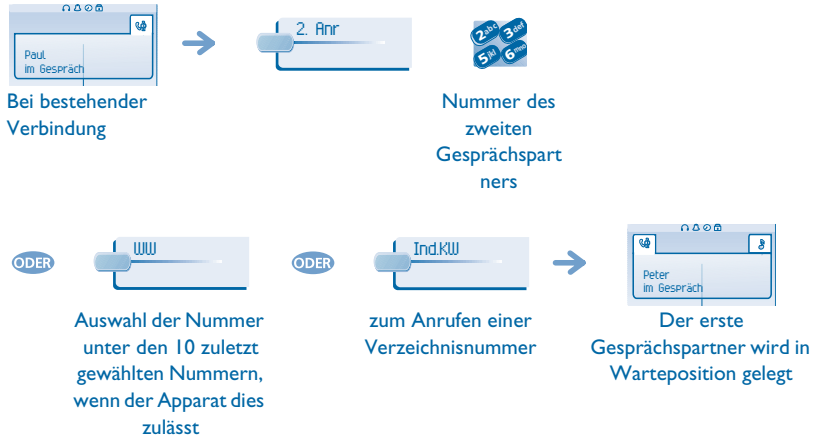 Paul
im Gespräch
2. Anr
2abc 3def
5jkl 6mno
Bei bestehender
Verbindung
Nummer des
zweiten
Gesprächspart
ners
ODER
WW
ODER
Ind.KW
Peter
im Gespräch
Auswahl der Nummer
unter den 10 zuletzt
gewählten Nummern,
wenn der Apparat dies
zulässt
zum Anrufen einer
Verzeichnisnummer
Der erste
Gesprächspartner wird in
Warteposition gelegt